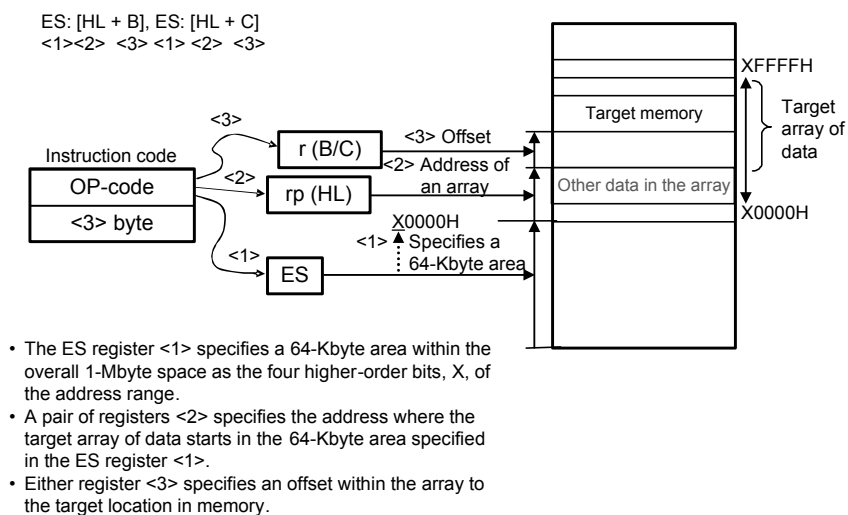 ES: [HL + B], ES: [HL + C]
<1><2> <3> <1> <2> <3>
XFFFFH
Target memory
Target
array of
data
<3>
r (B/C)
<3> Offset
Instruction code
OP-code
<3> byte
<2>
rp (HL)
<2> Address of
an array
Other data in the array
X0000H
X0000H
<1>
ES
<1> Specifies a
64-Kbyte area
• The ES register <1> specifies a 64-Kbyte area within the
overall 1-Mbyte space as the four higher-order bits, X, of
the address range.
• A pair of registers <2> specifies the address where the
target array of data starts in the 64-Kbyte area specified
in the ES register <1>.
• Either register <3> specifies an offset within the array to
the target location in memory.